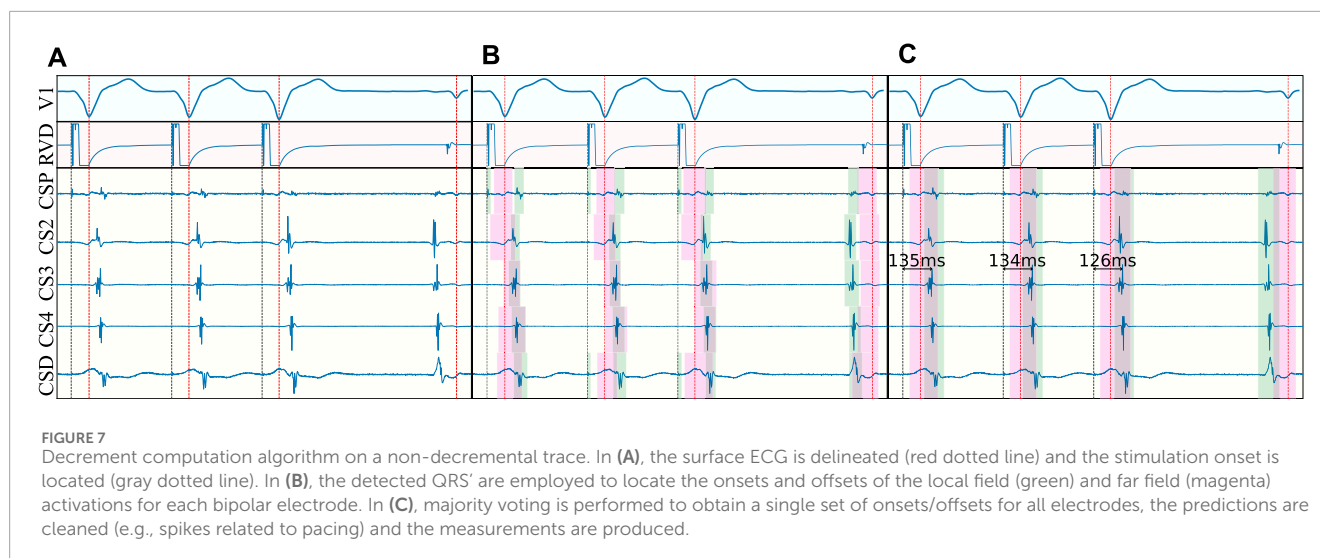 A
B
C
V1
RVD
CSP
CS2
CS3
CS4
CSD
135ms
134ms
126ms
FIGURE 7
Decrement computation algorithm on a non-decremental trace. In (A), the surface ECG is delineated (red dotted line) and the stimulation onset is
located (gray dotted line). In (B), the detected QRS’ are employed to locate the onsets and offsets of the local field (green) and far field (magenta)
activations for each bipolar electrode. In (C), majority voting is performed to obtain a single set of onsets/offsets for all electrodes, the predictions are
cleaned (e.g., spikes related to pacing) and the measurements are produced.